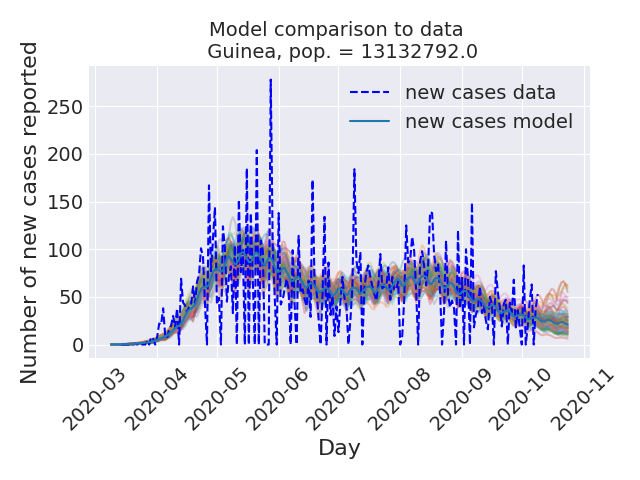 Model comparison to data
Guinea, pop. = 13132792.0
new cases data
new cases model
Number of new cases reported
250
200
150
100
50
0
2020-03
2020-04
2020-05
2020-06
2020-07
2020-08
2020-09
2020-10
2020-11
Day